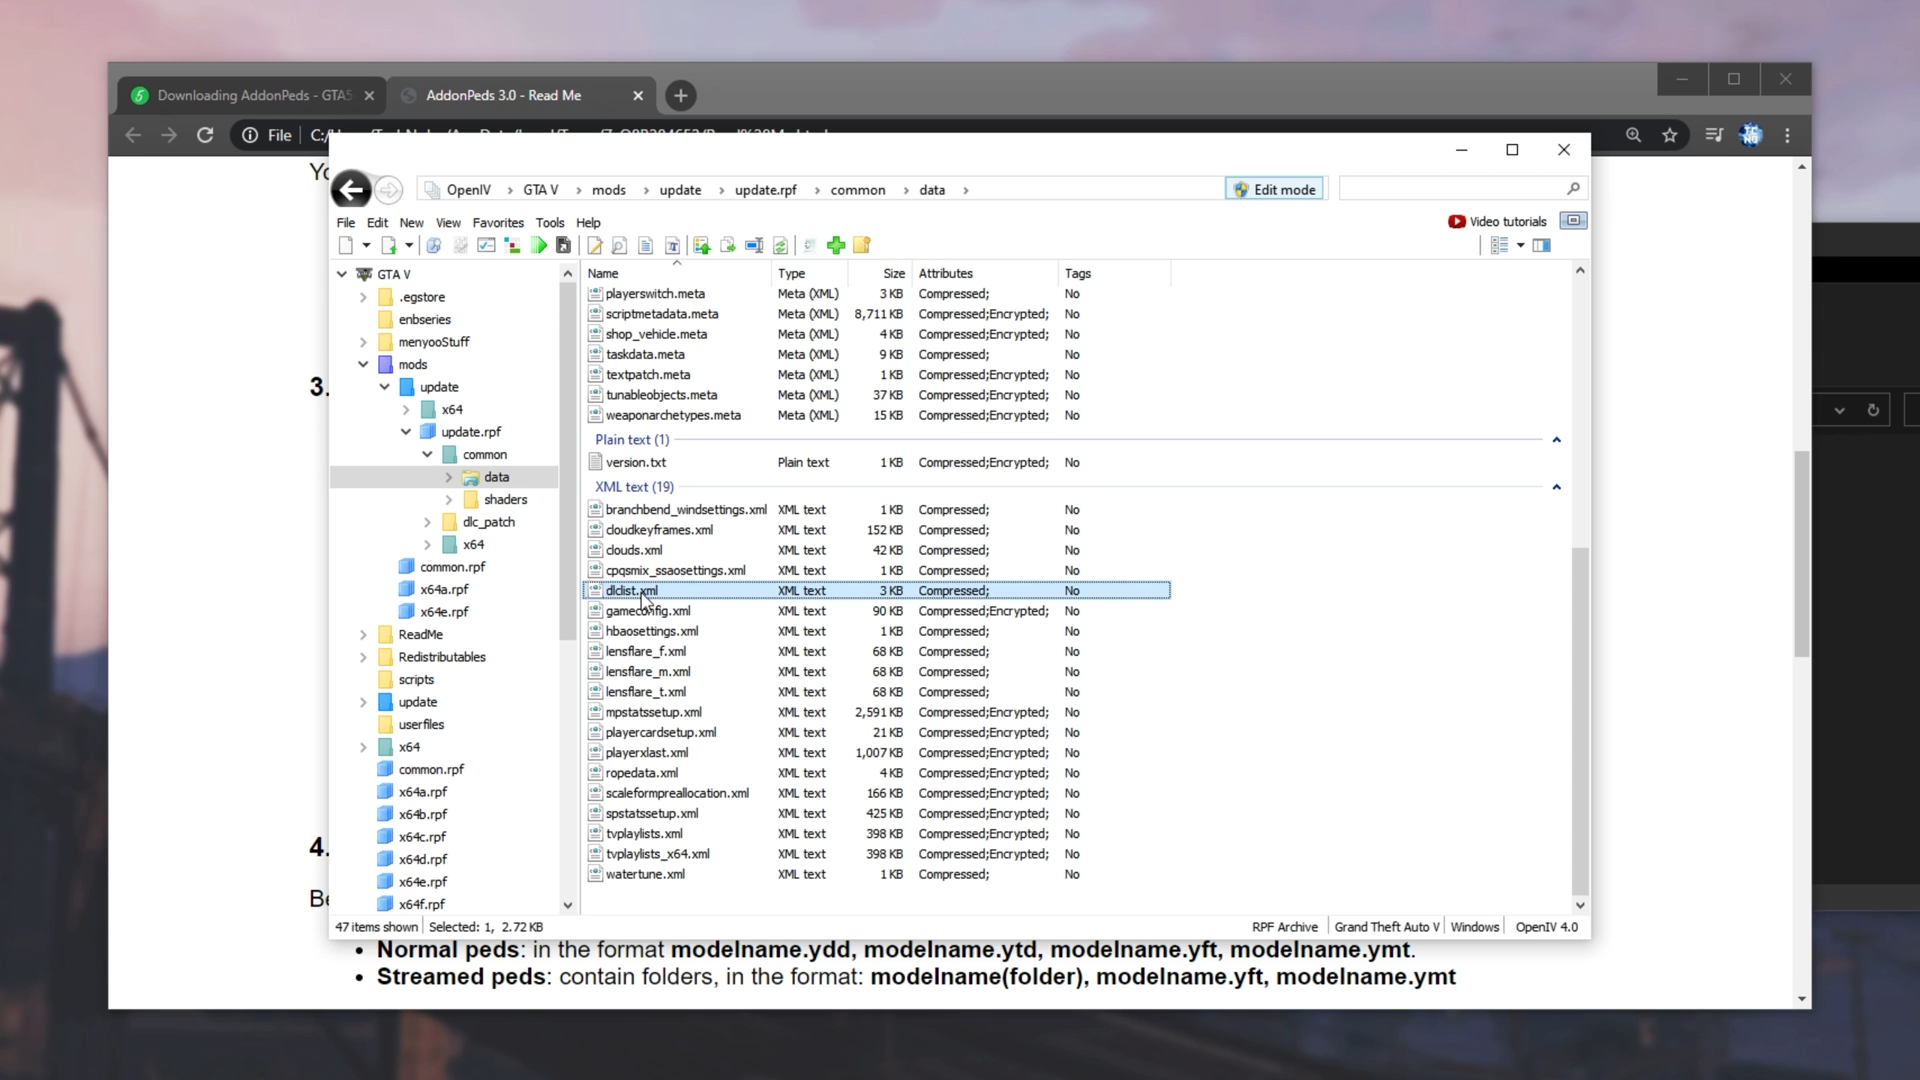 Downloading AddonPeds - GTA5
AddonPeds 3.0 - Read Me
File
C:/
OpenIV
GTA V
mods
update
update.rpf
common
data
Edit mode
File Edit New View Favorites Tools Help
Video tutorials
GTA V
.egstore
enbseries
menyooStuff
mods
update
x64
update.rpf
common
data
shaders
dlc_patch
x64
common.rpf
x64a.rpf
x64e.rpf
ReadMe
Redistributables
scripts
update
userfiles
x64
common.rpf
x64a.rpf
x64b.rpf
x64c.rpf
x64d.rpf
x64e.rpf
x64f.rpf
Name Type Size Attributes Tags
playerswitch.meta Meta (XML) 3 KB Compressed; No
scriptmetadata.meta Meta (XML) 8,711 KB Compressed;Encrypted; No
shop_vehicle.meta Meta (XML) 4 KB Compressed;Encrypted; No
taskdata.meta Meta (XML) 9 KB Compressed; No
textpatch.meta Meta (XML) 1 KB Compressed;Encrypted; No
tunableobjects.meta Meta (XML) 37 KB Compressed;Encrypted; No
weaponarchetypes.meta Meta (XML) 15 KB Compressed;Encrypted; No
Plain text (1)
version.txt Plain text 1 KB Compressed;Encrypted; No
XML text (19)
branchbend_windsettings.xml XML text 1 KB Compressed; No
cloudkeyframes.xml XML text 152 KB Compressed; No
clouds.xml XML text 42 KB Compressed; No
cpqsmix_ssaosettings.xml XML text 1 KB Compressed; No
dlclist.xml XML text 3 KB Compressed; No
gameconfig.xml XML text 90 KB Compressed;Encrypted; No
hbaosettings.xml XML text 1 KB Compressed; No
lensflare_f.xml XML text 68 KB Compressed; No
lensflare_m.xml XML text 68 KB Compressed; No
lensflare_t.xml XML text 68 KB Compressed; No
mpstatssetup.xml XML text 2,591 KB Compressed;Encrypted; No
playercardsetup.xml XML text 21 KB Compressed;Encrypted; No
playerxlast.xml XML text 1,007 KB Compressed;Encrypted; No
ropedata.xml XML text 4 KB Compressed;Encrypted; No
scaleformpreallocation.xml XML text 166 KB Compressed;Encrypted; No
spstatssetup.xml XML text 425 KB Compressed;Encrypted; No
tvplaylists.xml XML text 398 KB Compressed;Encrypted; No
tvplaylists_x64.xml XML text 398 KB Compressed;Encrypted; No
watertune.xml XML text 1 KB Compressed; No
47 items shown Selected: 1, 2.72 KB
RPF Archive Grand Theft Auto V Windows OpenIV 4.0
3.
4.
• Normal peds: in the format modelname.ydd, modelname.ytd, modelname.yft, modelname.ymt.
• Streamed peds: contain folders, in the format: modelname(folder), modelname.yft, modelname.ymt